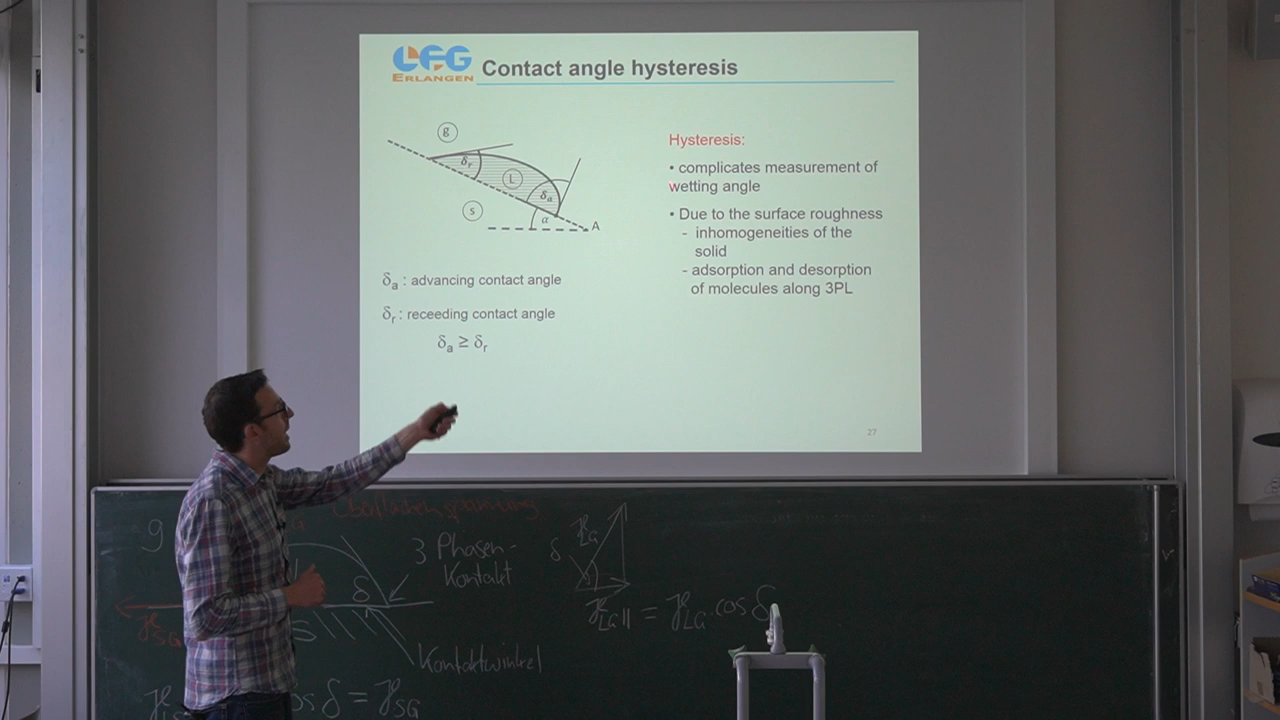 LFG
ERLANGEN
Contact angle hysteresis
g
δr
L
δa
s
α
A
δa : advancing contact angle
δr : receeding contact angle
δa ≥ δr
Hysteresis:
• complicates measurement of
wetting angle
• Due to the surface roughness
- inhomogeneities of the
solid
- adsorption and desorption
of molecules along 3PL
27
Oberflächenspannung
g
3 Phasen-
Kontakt
δ
γLG
δ
γLG|| = γLG · cos δ
γSG
S
Kontaktwinkel
os δ = γSG